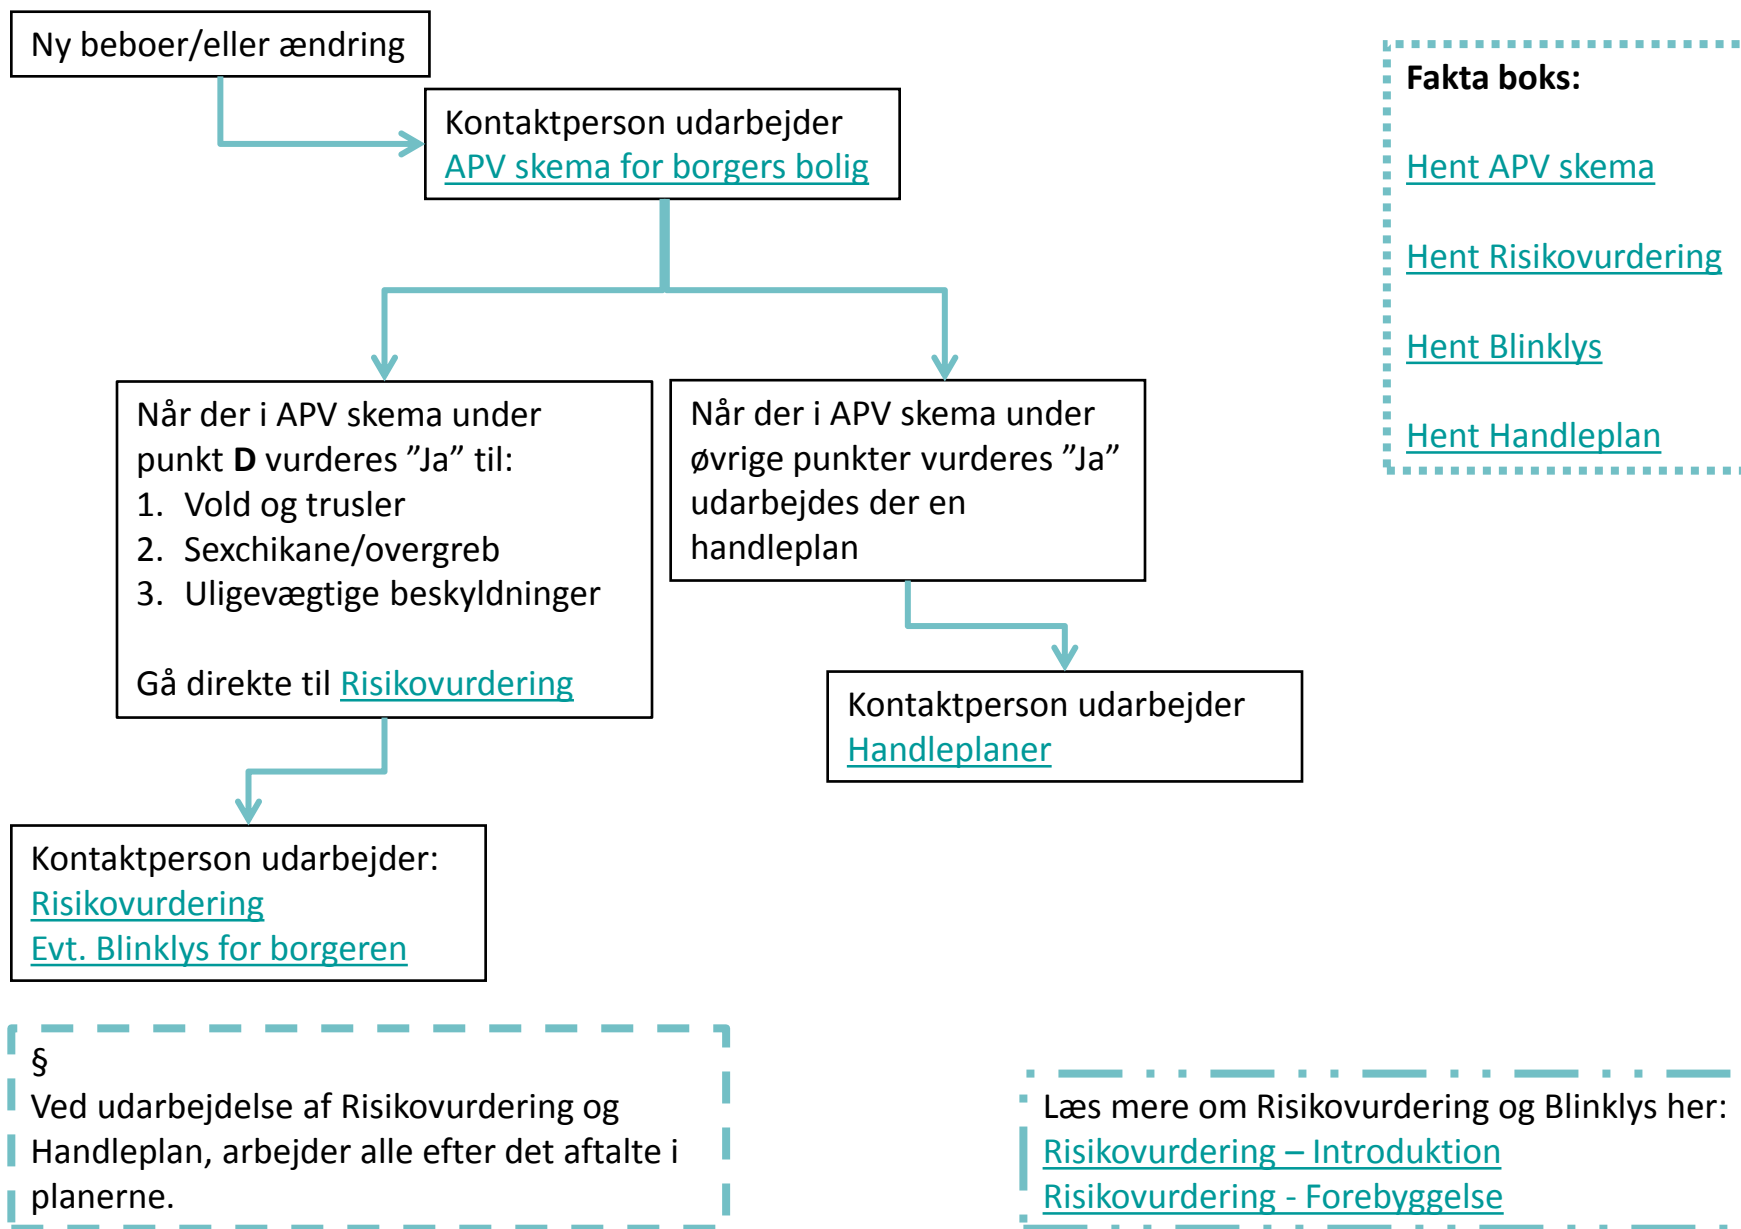 Ny beboer/eller ændring
Kontaktperson udarbejder
APV skema for borgers bolig
Når der i APV skema under
punkt D vurderes ”Ja” til:
1. Vold og trusler
2. Sexchikane/overgreb
3. Uligevægtige beskyldninger
Gå direkte til Risikovurdering
Når der i APV skema under
øvrige punkter vurderes ”Ja”
udarbejdes der en
handleplan
Kontaktperson udarbejder
Handleplaner
Kontaktperson udarbejder:
Risikovurdering
Evt. Blinklys for borgeren
§
Ved udarbejdelse af Risikovurdering og
Handleplan, arbejder alle efter det aftalte i
planerne.
Fakta boks:
Hent APV skema
Hent Risikovurdering
Hent Blinklys
Hent Handleplan
Læs mere om Risikovurdering og Blinklys her:
Risikovurdering – Introduktion
Risikovurdering - Forebyggelse